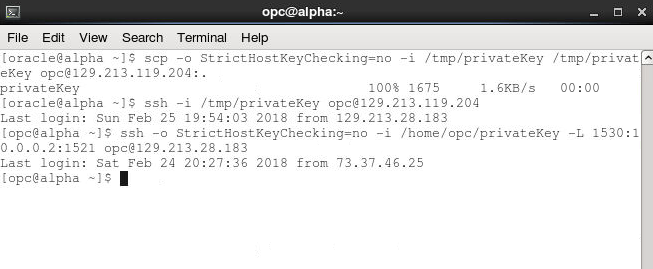 opc@alpha:~
File Edit View Search Terminal Help
[oracle@alpha ~]$ scp -o StrictHostKeyChecking=no -i /tmp/privateKey /tmp/privat
eKey opc@129.213.119.204:.
privateKey 100% 1675 1.6KB/s 00:00
[oracle@alpha ~]$ ssh -i /tmp/privateKey opc@129.213.119.204
Last login: Sun Feb 25 19:54:03 2018 from 129.213.28.183
[opc@alpha ~]$ ssh -o StrictHostKeyChecking=no -i /home/opc/privateKey -L 1530:1
0.0.0.2:1521 opc@129.213.28.183
Last login: Sat Feb 24 20:27:36 2018 from 73.37.46.25
[opc@alpha ~]$